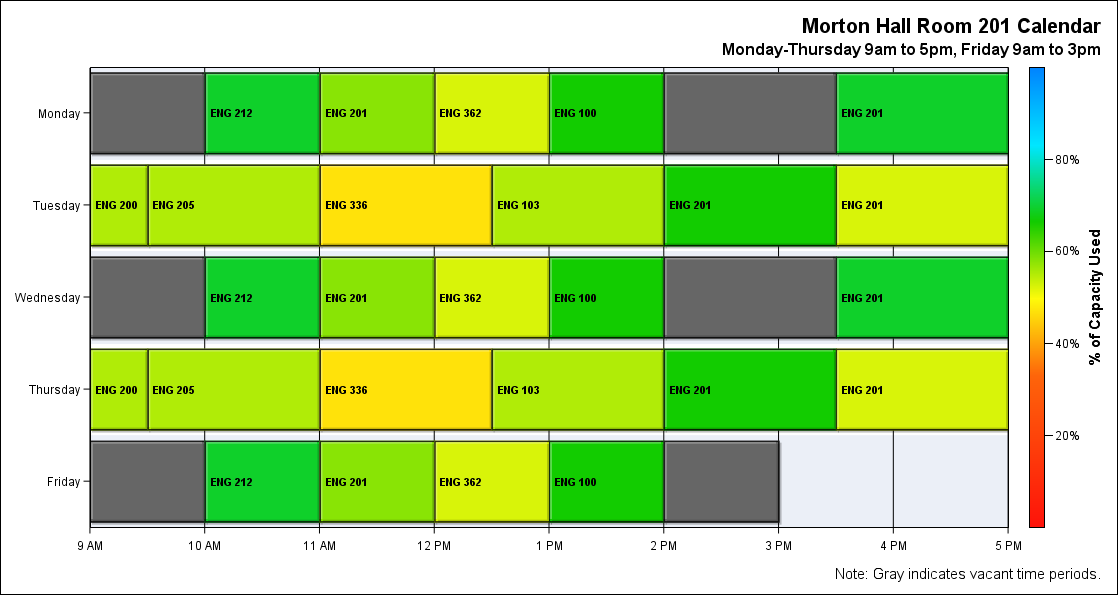 Morton Hall Room 201 Calendar
Monday-Thursday 9am to 5pm, Friday 9am to 3pm
Monday ENG 212 ENG 201 ENG 362 ENG 100 ENG 201
Tuesday ENG 200 ENG 205 ENG 336 ENG 103 ENG 201 ENG 201
Wednesday ENG 212 ENG 201 ENG 362 ENG 100 ENG 201
Thursday ENG 200 ENG 205 ENG 336 ENG 103 ENG 201 ENG 201
Friday ENG 212 ENG 201 ENG 362 ENG 100
9 AM 10 AM 11 AM 12 PM 1 PM 2 PM 3 PM 4 PM 5 PM
80%
60%
40%
20%
% of Capacity Used
Note: Gray indicates vacant time periods.